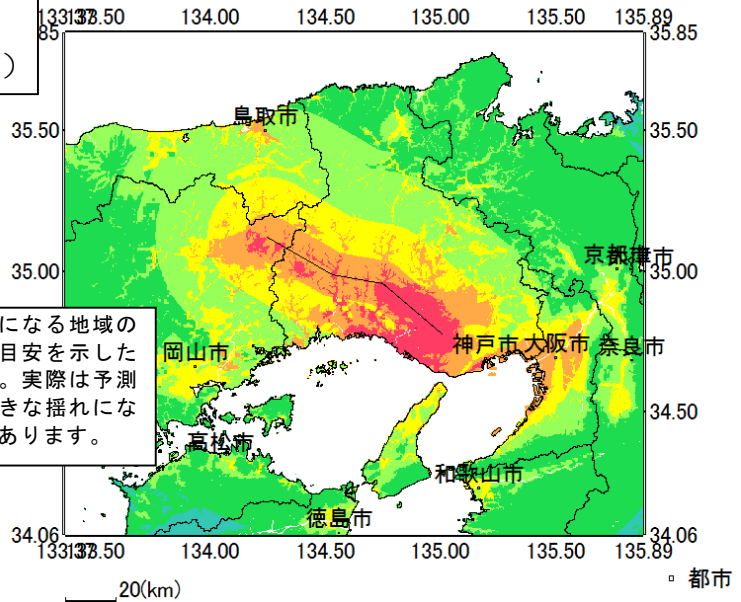 )
133.37 133.50 134.00 134.50 135.00 135.50 135.89
35.85 35.85
鳥取市
35.50 35.50
京都市 大津市
35.00 35.00
になる地域の
目安を示した
。実際は予測
きな揺れにな
あります。
岡山市
神戸市 大阪市 奈良市
34.50
高松市
和歌山市
徳島市
34.06 34.06
133.50 134.00 134.50 135.00 135.50 135.89
都市
20(km)